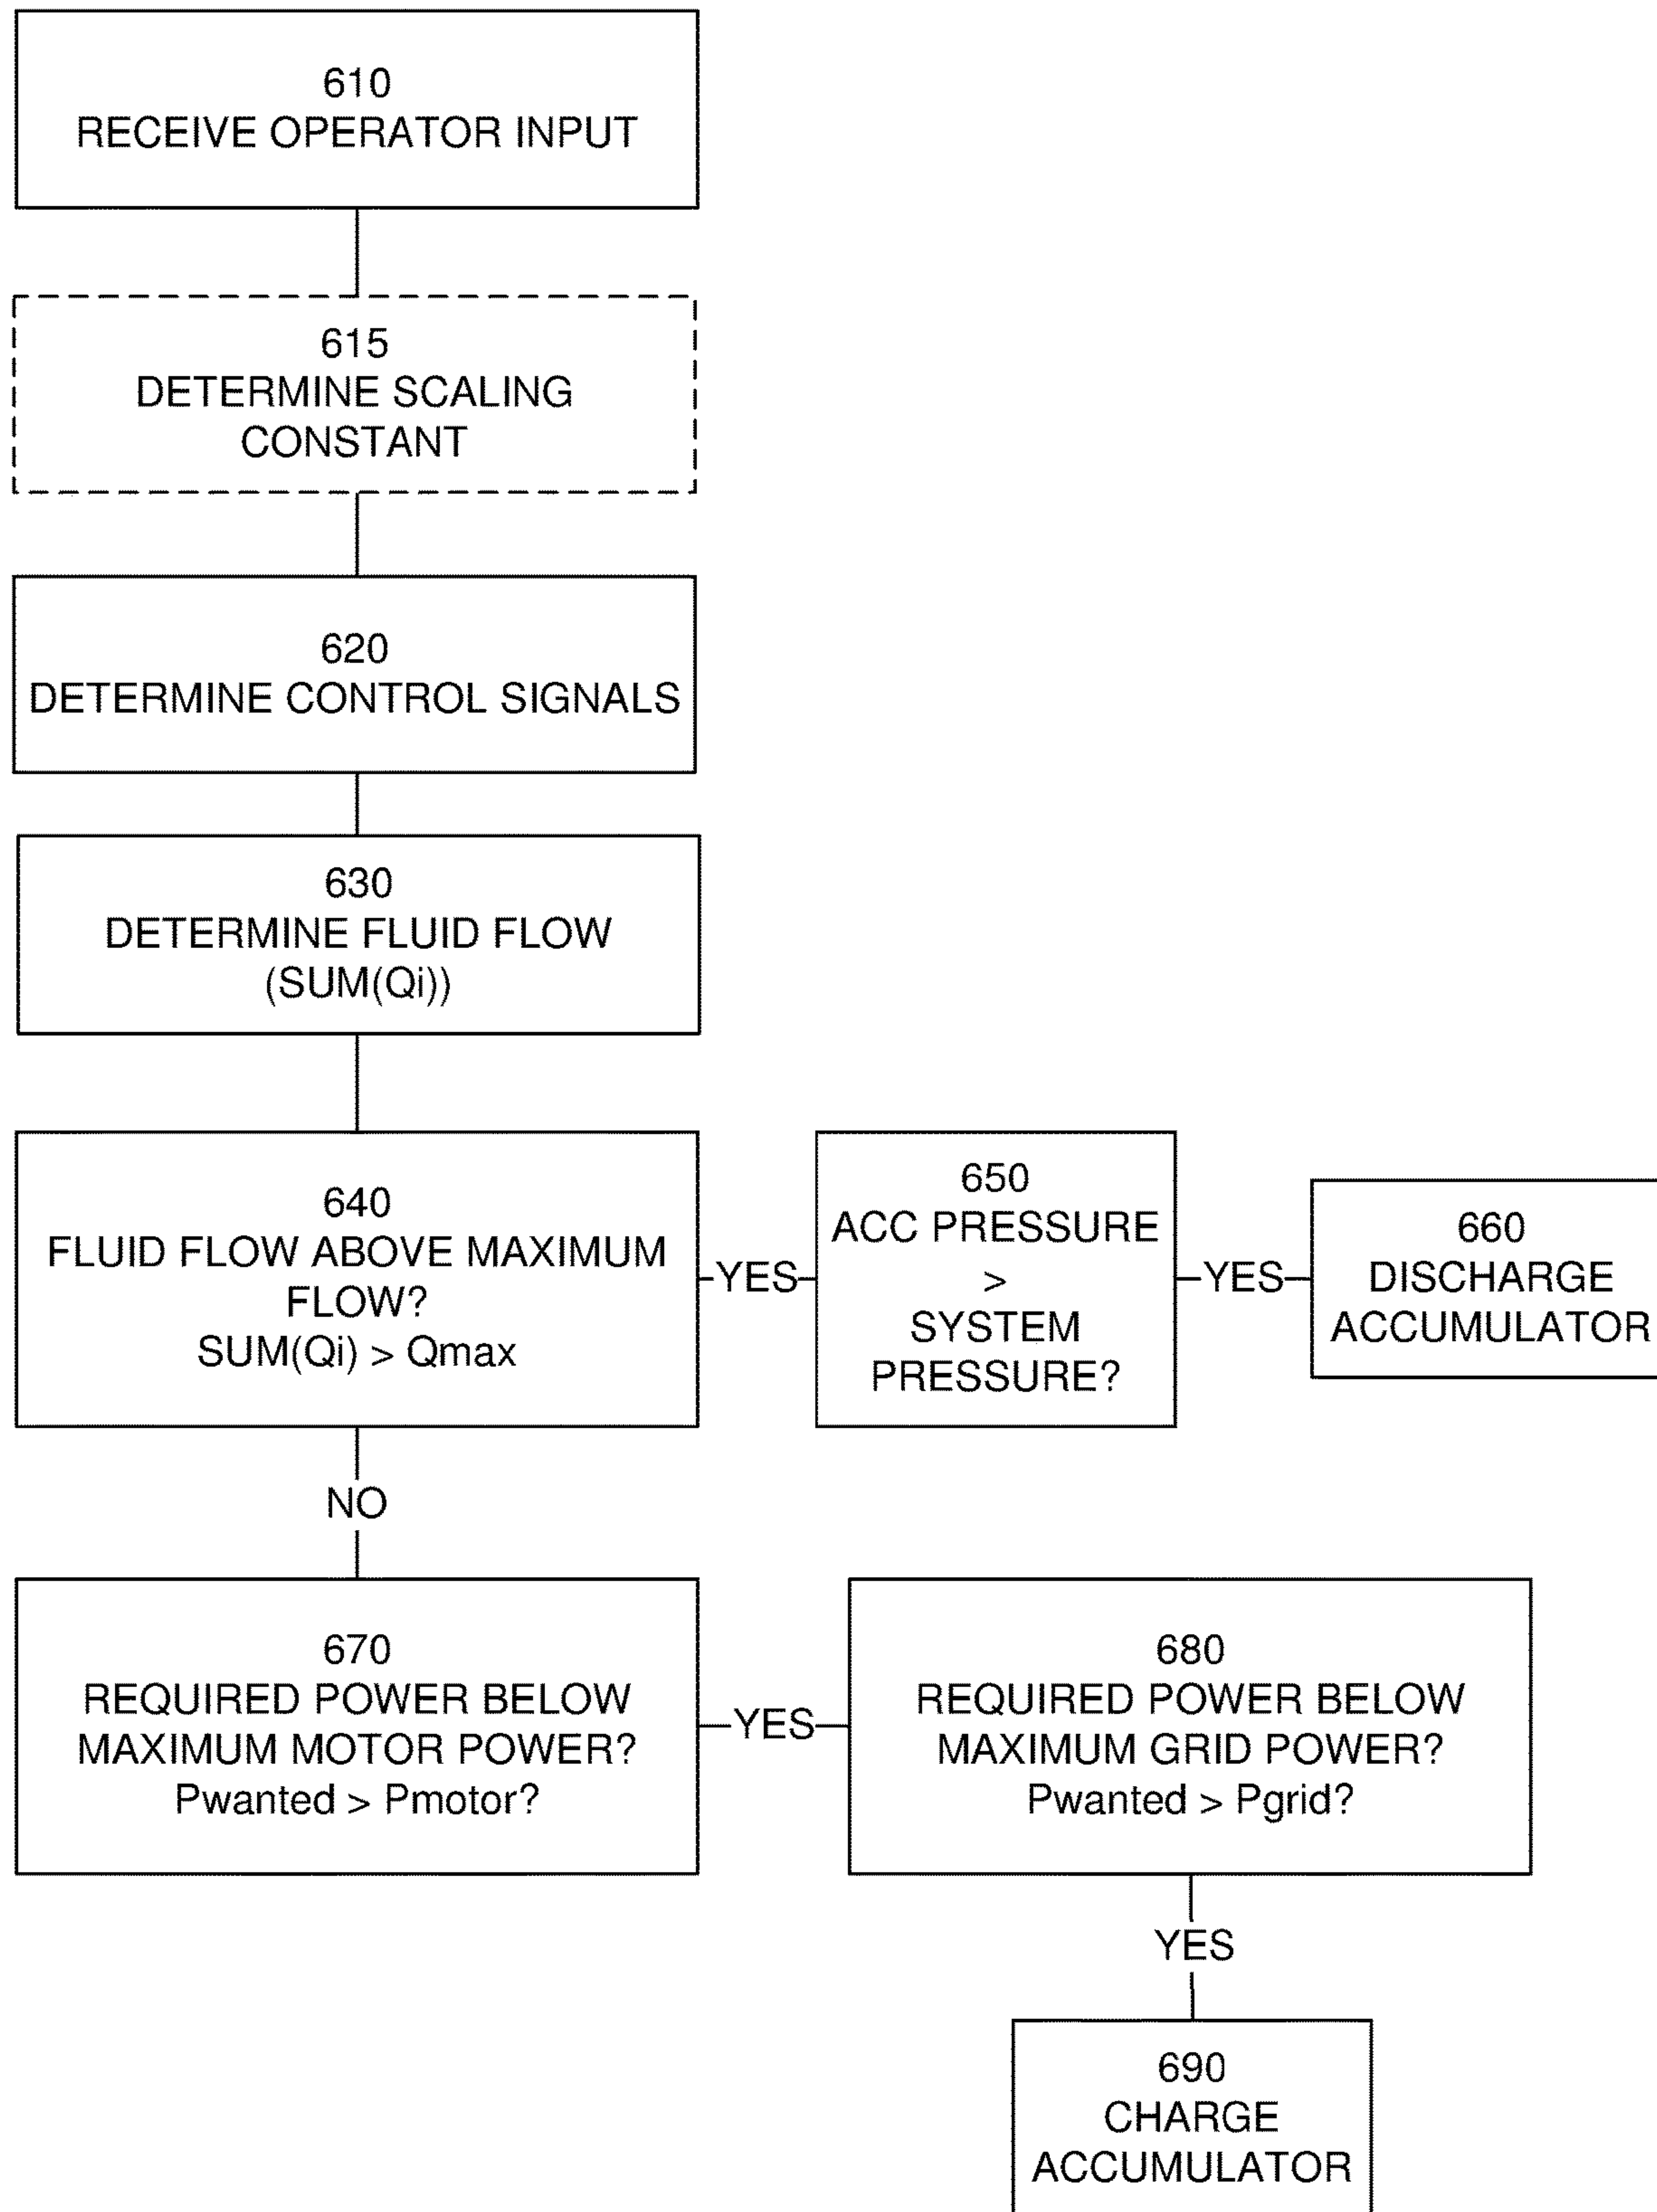 610
RECEIVE OPERATOR INPUT
615
DETERMINE SCALING
CONSTANT
620
DETERMINE CONTROL SIGNALS
630
DETERMINE FLUID FLOW
(SUM(Qi))
640
FLUID FLOW ABOVE MAXIMUM
FLOW?
SUM(Qi) > Qmax
YES
650
ACC PRESSURE
>
SYSTEM
PRESSURE?
YES
660
DISCHARGE
ACCUMULATOR
NO
670
REQUIRED POWER BELOW
MAXIMUM MOTOR POWER?
Pwanted > Pmotor?
YES
680
REQUIRED POWER BELOW
MAXIMUM GRID POWER?
Pwanted > Pgrid?
YES
690
CHARGE
ACCUMULATOR